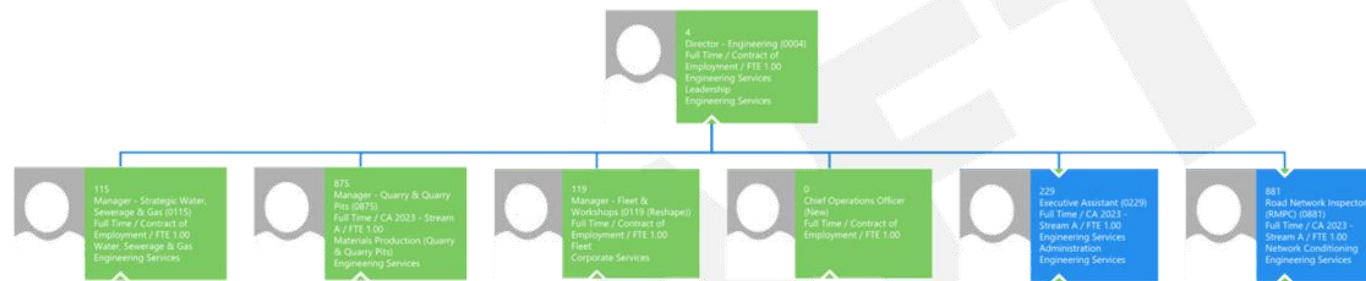 4
Director - Engineering (0004)
Full Time / Contract of
Employment / FTE 1.00
Engineering Services
Leadership
Engineering Services
115
Manager - Strategic Water,
Sewerage & Gas (0115)
Full Time / Contract of
Employment / FTE 1.00
Water, Sewerage & Gas
Engineering Services
875
Manager - Quarry & Quarry
Pits (0875)
Full Time / CA 2023 - Stream
A / FTE 1.00
Materials Production (Quarry
& Quarry Pits)
Engineering Services
119
Manager - Fleet &
Workshops (0119 (Reshape))
Full Time / Contract of
Employment / FTE 1.00
Fleet
Corporate Services
0
Chief Operations Officer
(New)
Full Time / Contract of
Employment / FTE 1.00
229
Executive Assistant (0229)
Full Time / CA 2023 -
Stream A / FTE 1.00
Engineering Services
Administration
Engineering Services
881
Road Network Inspector
(RMPC) (0881)
Full Time / CA 2023 -
Stream A / FTE 1.00
Network Conditioning
Engineering Services